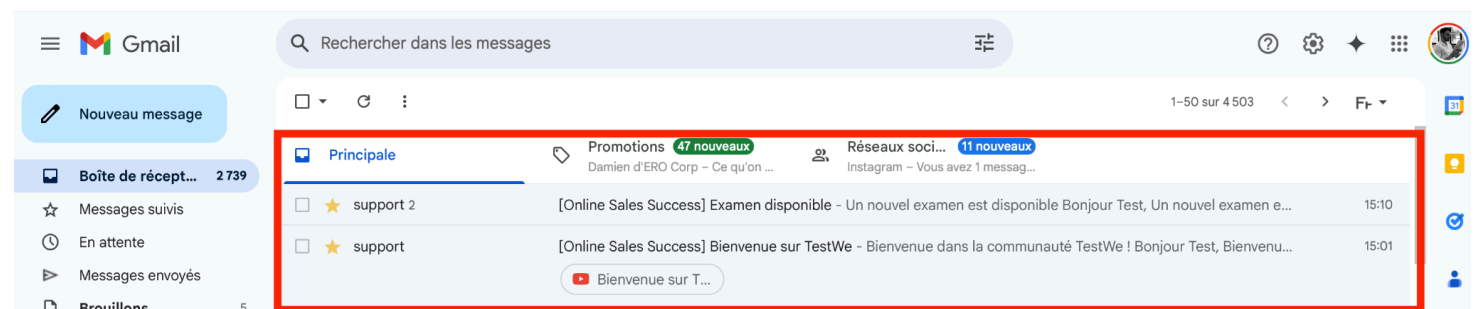 Gmail
Rechercher dans les messages
Nouveau message
1–50 sur 4 503
Principale
Promotions 47 nouveaux
Damien d'ERO Corp – Ce qu'on ...
Réseaux soci... 11 nouveaux
Instagram – Vous avez 1 messag...
Boîte de récept... 2 739
Messages suivis
En attente
Messages envoyés
Brouillons 5
support 2 [Online Sales Success] Examen disponible - Un nouvel examen est disponible Bonjour Test, Un nouvel examen e... 15:10
support [Online Sales Success] Bienvenue sur TestWe - Bienvenue dans la communauté TestWe ! Bonjour Test, Bienvenu... 15:01
Bienvenue sur T...
31